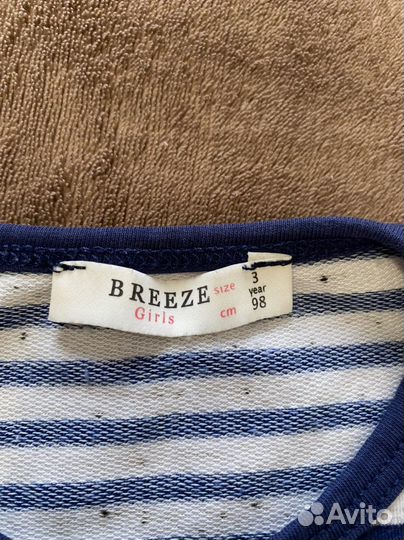 BREEZE
Girls
size 3 year
cm 98
Avito